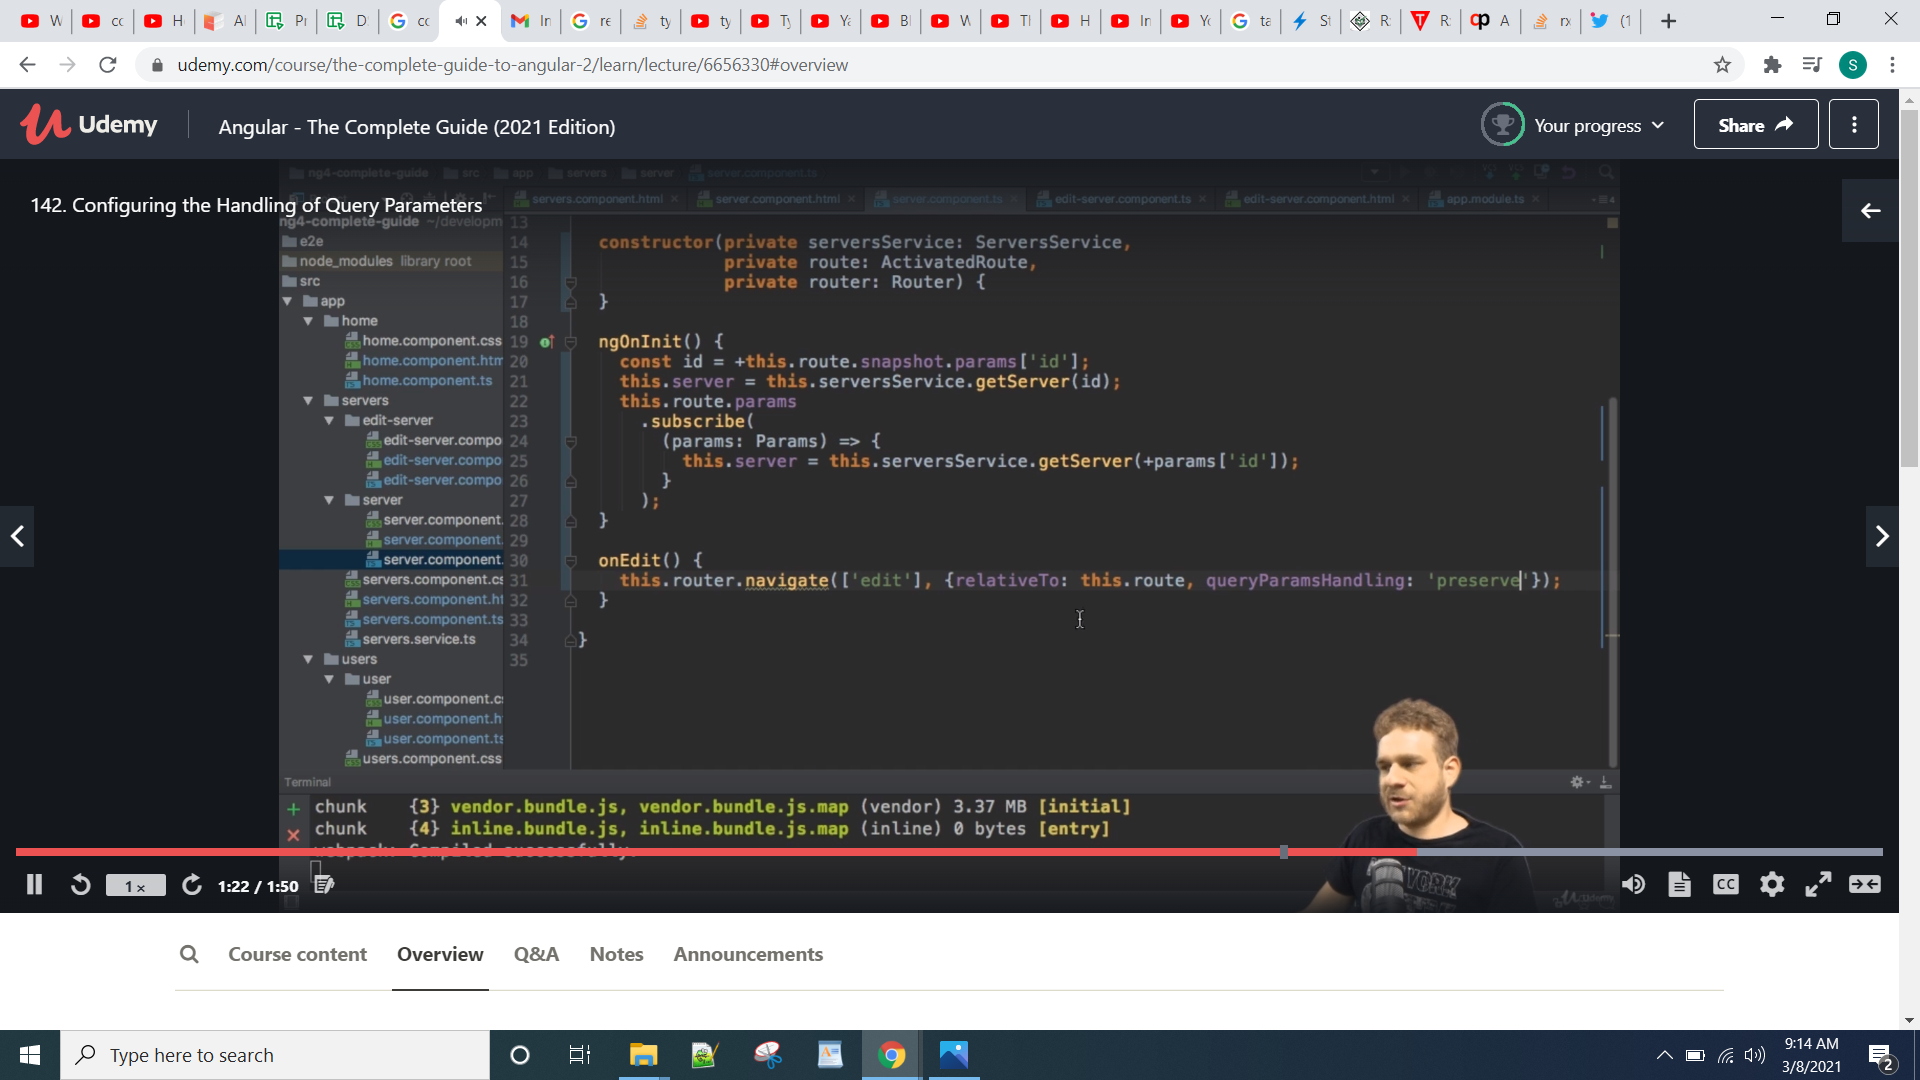 W
cc
H
Al
Pr
D
cc
In
re
ty
ty
Ty
Ya
Bl
W
Tl
H
In
Yo
ta
St
R
R
A
rx
(1
udemy.com/course/the-complete-guide-to-angular-2/learn/lecture/6656330#overview
S
Udemy
Angular - The Complete Guide (2021 Edition)
Your progress
Share
ng4-complete-guide src app servers server server.component.ts
142. Configuring the Handling of Query Parameters
servers.component.html
server.component.html
server.component.ts
edit-server.component.ts
edit-server.component.html
app.module.ts
ng4-complete-guide ~/developm
e2e
node_modules library root
src
app
home
home.component.css
home.component.htm
home.component.ts
servers
edit-server
edit-server.compo
edit-server.compo
edit-server.compo
server
server.component.
server.component.
server.component.
servers.component.cs
servers.component.ht
servers.component.ts
servers.service.ts
users
user
user.component.cs
user.component.h
user.component.ts
users.component.css
13
14 constructor(private serversService: ServersService,
15 private route: ActivatedRoute,
16 private router: Router) {
17 }
18
19 ngOnInit() {
20 const id = +this.route.snapshot.params['id'];
21 this.server = this.serversService.getServer(id);
22 this.route.params
23 .subscribe(
24 (params: Params) => {
25 this.server = this.serversService.getServer(+params['id']);
26 }
27 );
28 }
29
30 onEdit() {
31 this.router.navigate(['edit'], {relativeTo: this.route, queryParamsHandling: 'preserve'});
32 }
33
34 }
35
Terminal
chunk {3} vendor.bundle.js, vendor.bundle.js.map (vendor) 3.37 MB [initial]
chunk {4} inline.bundle.js, inline.bundle.js.map (inline) 0 bytes [entry]
webpack: Compiled successfully.
YORK
udemy
1 x
1:22 / 1:50
CC
Course content
Overview
Q&A
Notes
Announcements
Type here to search
9:14 AM
3/8/2021
2